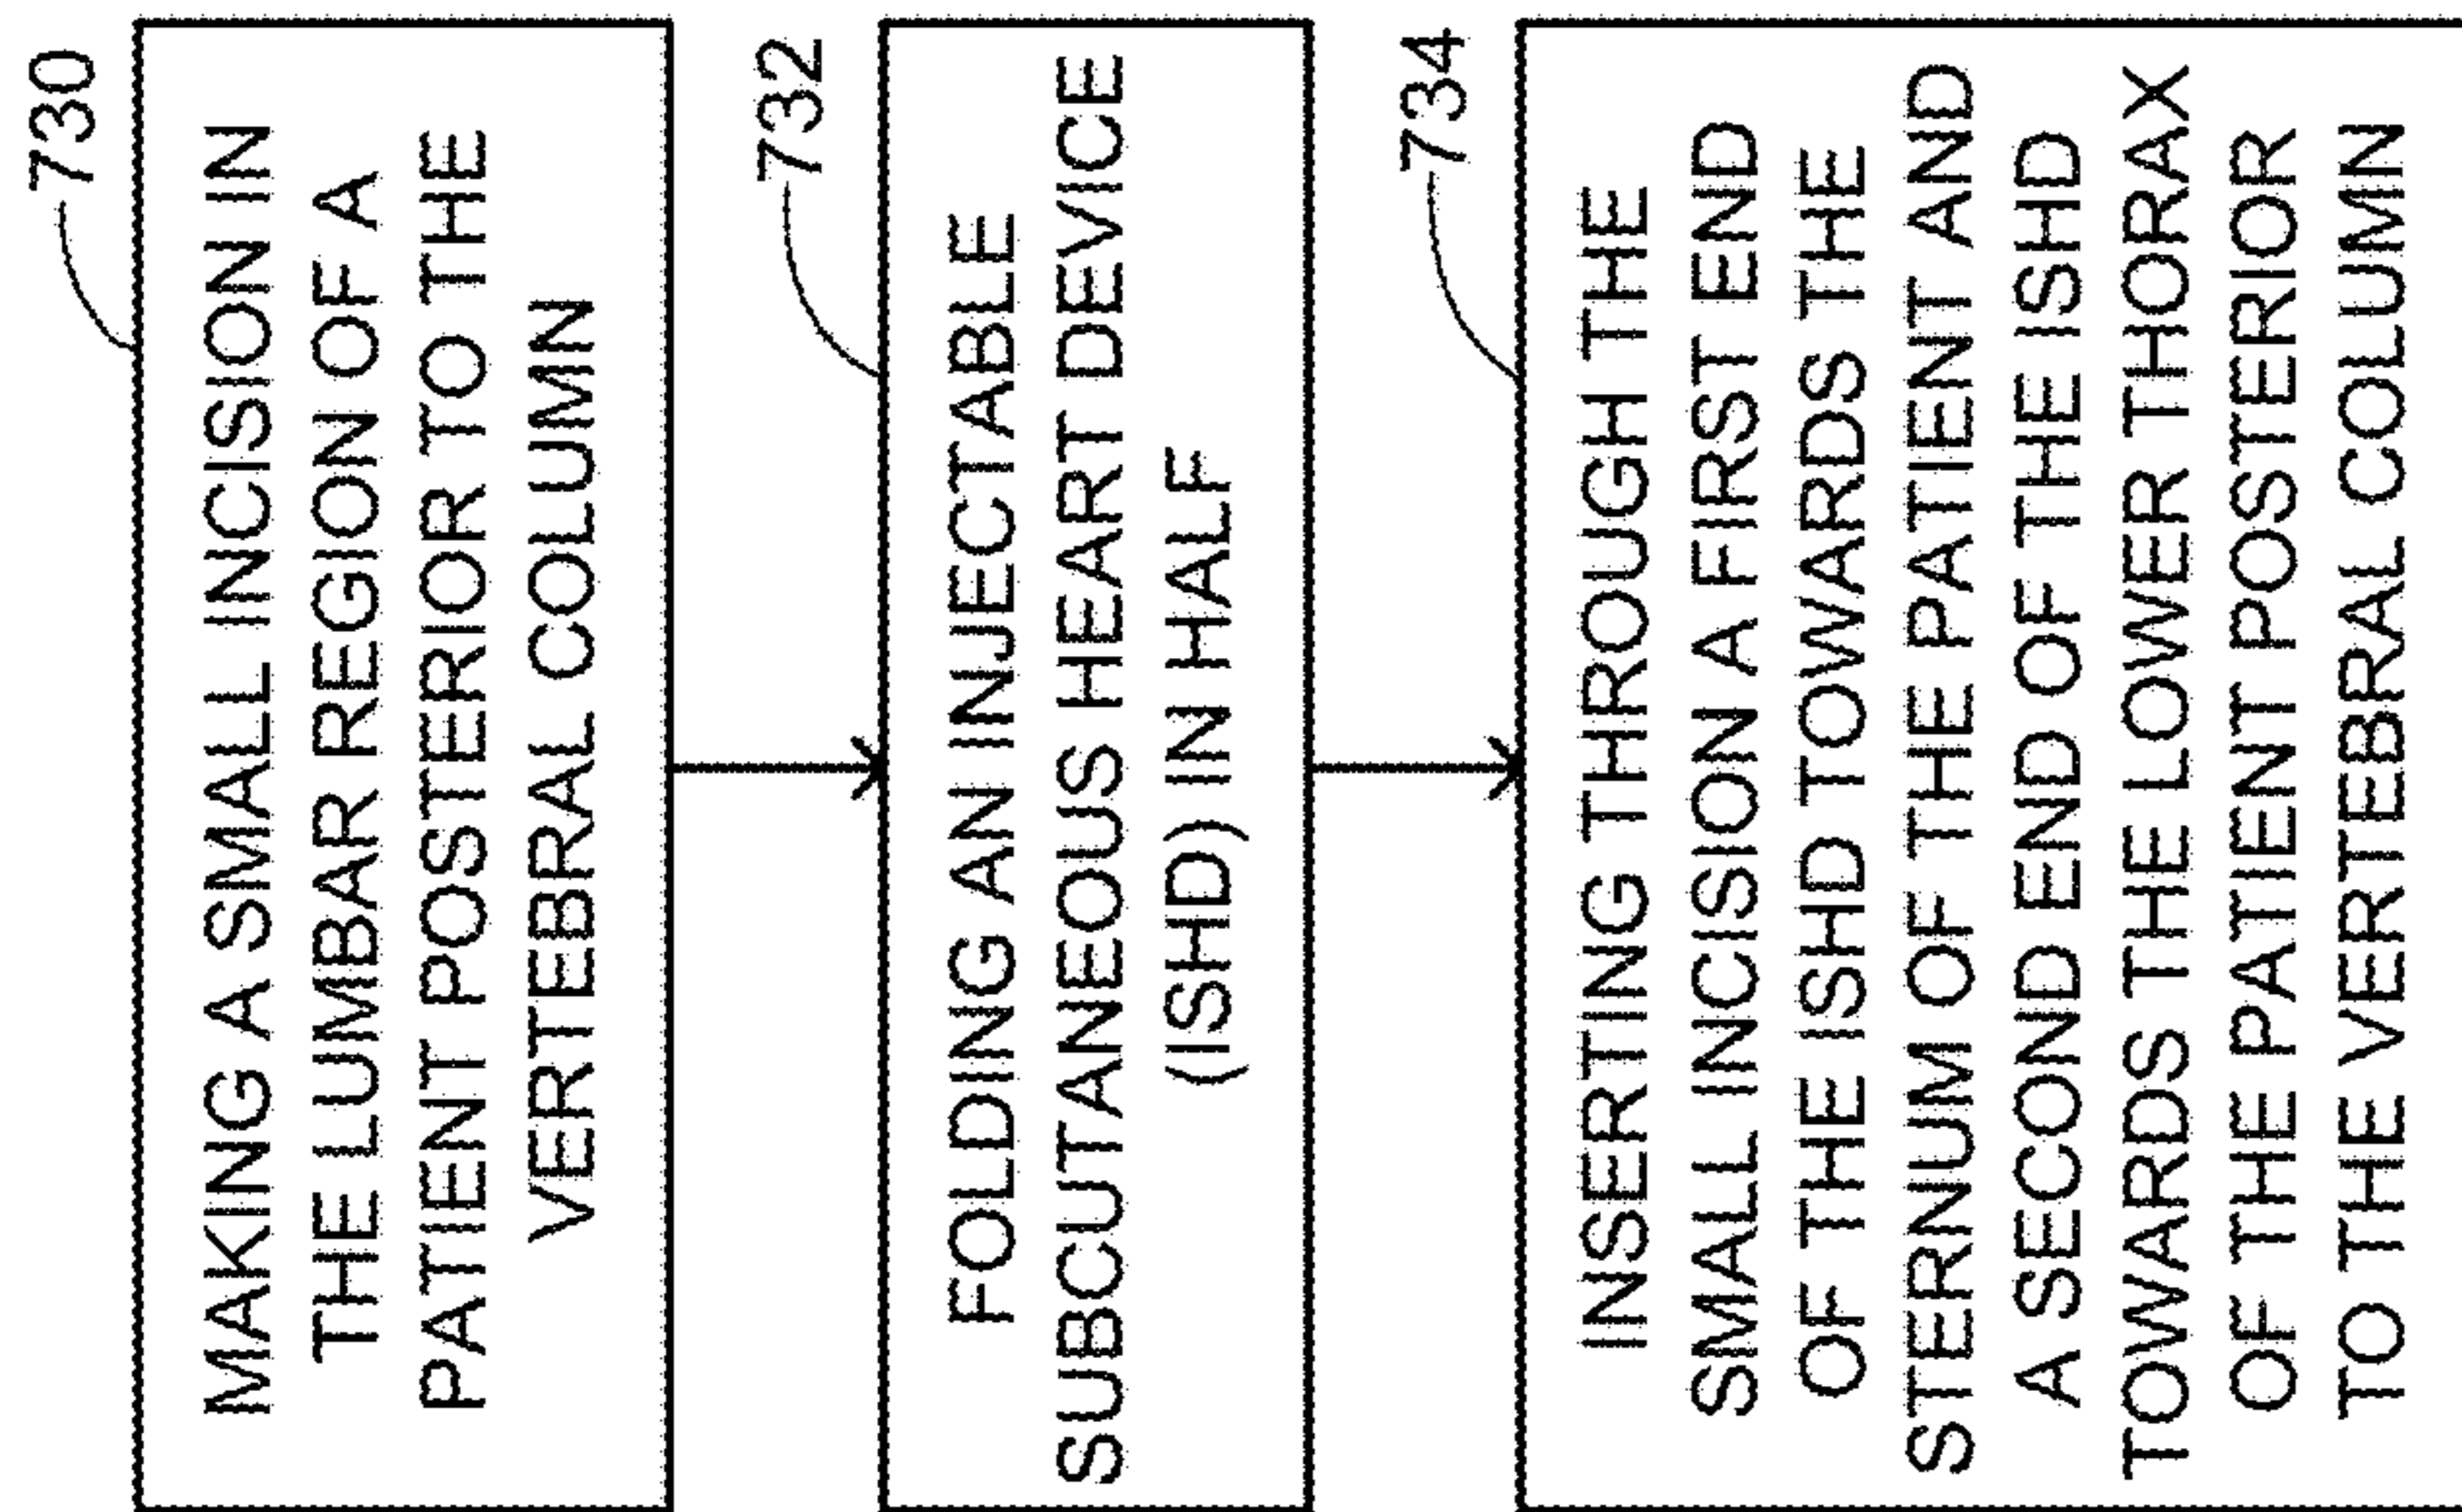 730
MAKING A SMALL INCISION IN
THE LUMBAR REGION OF A
PATIENT POSTERIOR TO THE
VERTEBRAL COLUMN
732
FOLDING AN INJECTABLE
SUBCUTANEOUS HEART DEVICE
(ISHD) IN HALF
734
INSERTING THROUGH THE
SMALL INCISION A FIRST END
OF THE ISHD TOWARDS THE
STERNUM OF THE PATIENT AND
A SECOND END OF THE ISHD
TOWARDS THE LOWER THORAX
OF THE PATIENT POSTERIOR
TO THE VERTEBRAL COLUMN